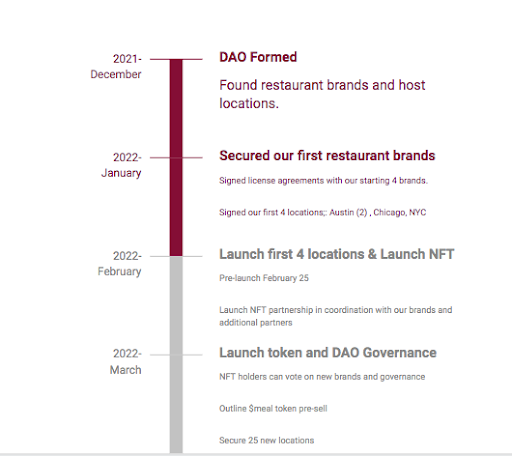 2021-
December
DAO Formed
Found restaurant brands and host
locations.
2022-
January
Secured our first restaurant brands
Signed license agreements with our starting 4 brands.
Signed our first 4 locations;: Austin (2) , Chicago, NYC
2022-
February
Launch first 4 locations & Launch NFT
Pre-launch February 25
Launch NFT partnership in coordination with our brands and
additional partners
2022-
March
Launch token and DAO Governance
NFT holders can vote on new brands and governance
Outline $meal token pre-sell
Secure 25 new locations